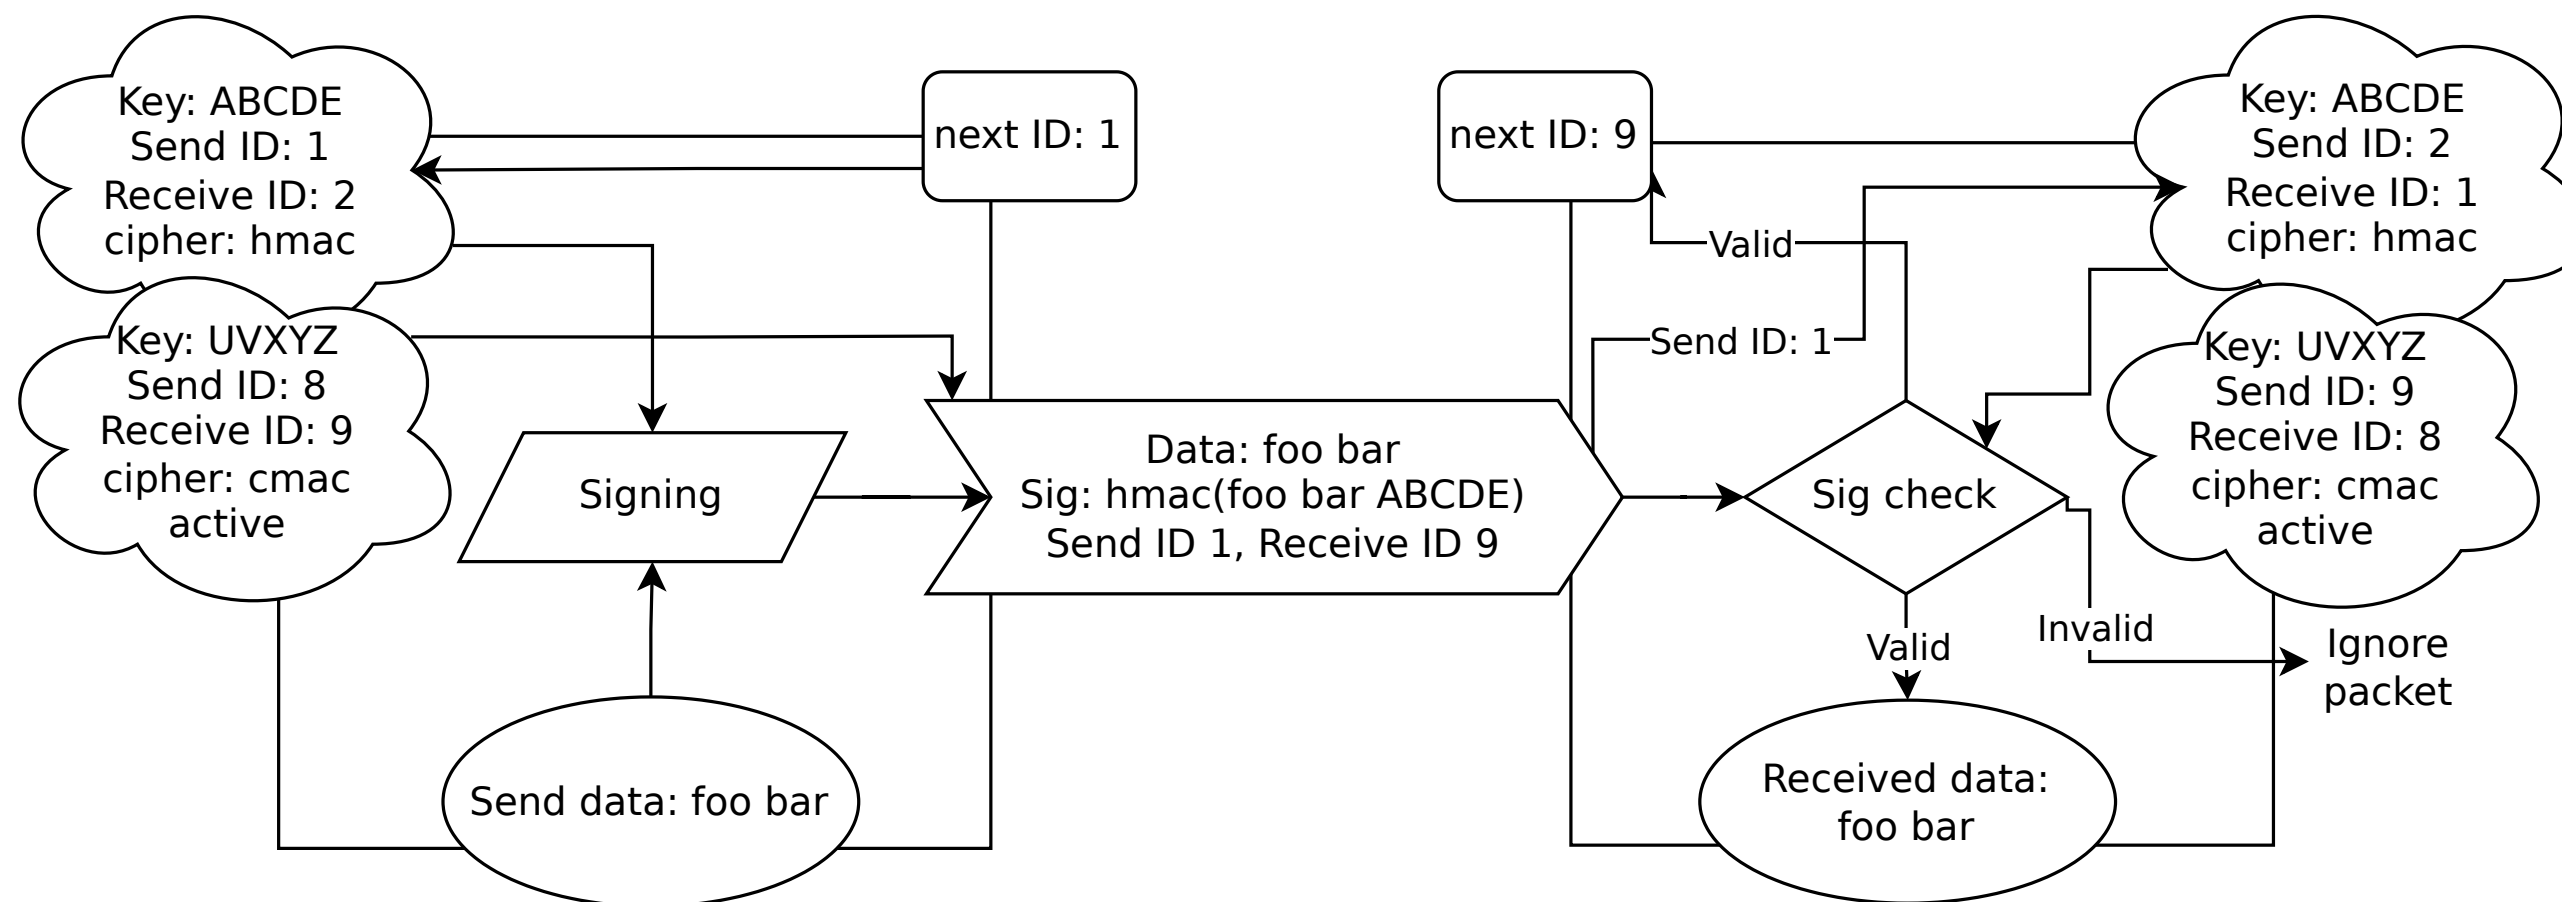 Key: ABCDE
Send ID: 1
Receive ID: 2
cipher: hmac
Key: UVXYZ
Send ID: 8
Receive ID: 9
cipher: cmac
active
next ID: 1
Signing
Send data: foo bar
Data: foo bar
Sig: hmac(foo bar ABCDE)
Send ID 1, Receive ID 9
next ID: 9
Valid
Send ID: 1
Sig check
Valid
Invalid
Ignore
packet
Received data:
foo bar
Key: ABCDE
Send ID: 2
Receive ID: 1
cipher: hmac
Key: UVXYZ
Send ID: 9
Receive ID: 8
cipher: cmac
active